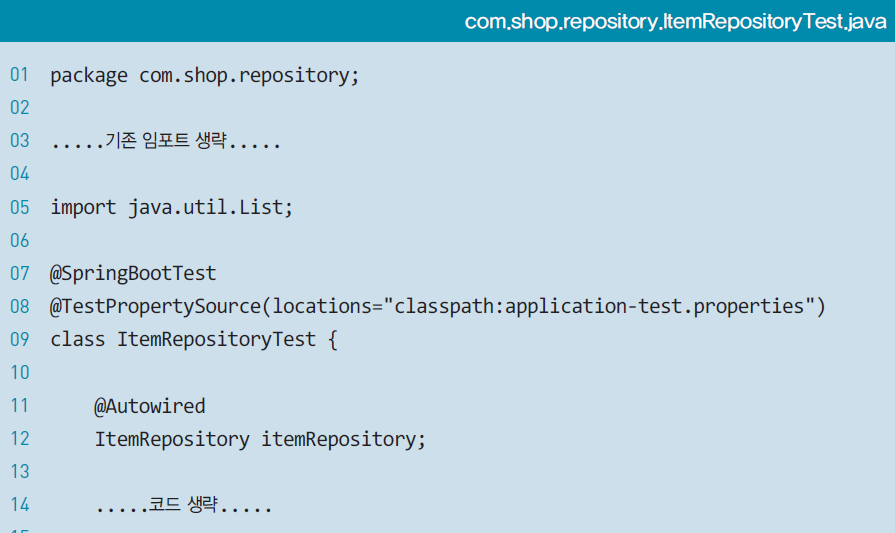 com.shop.repository.ItemRepositoryTest.java
01 package com.shop.repository;
02
03 .....기존 임포트 생략.....
04
05 import java.util.List;
06
07 @SpringBootTest
08 @TestPropertySource(locations="classpath:application-test.properties")
09 class ItemRepositoryTest {
10
11 @Autowired
12 ItemRepository itemRepository;
13
14 .....코드 생략.....